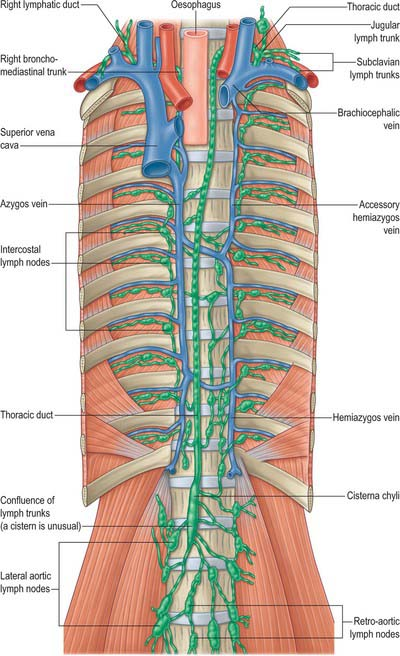 Right lymphatic duct
Oesophagus
Thoracic duct
Jugular
lymph trunk
Right broncho-
mediastinal trunk
Subclavian
lymph trunks
Brachiocephalic
vein
Superior vena
cava
Azygos vein
Accessory
hemiazygos
vein
Intercostal
lymph nodes
Thoracic duct
Hemiazygos vein
Confluence of
lymph trunks
(a cistern is unusual)
Cisterna chyli
Lateral aortic
lymph nodes
Retro-aortic
lymph nodes